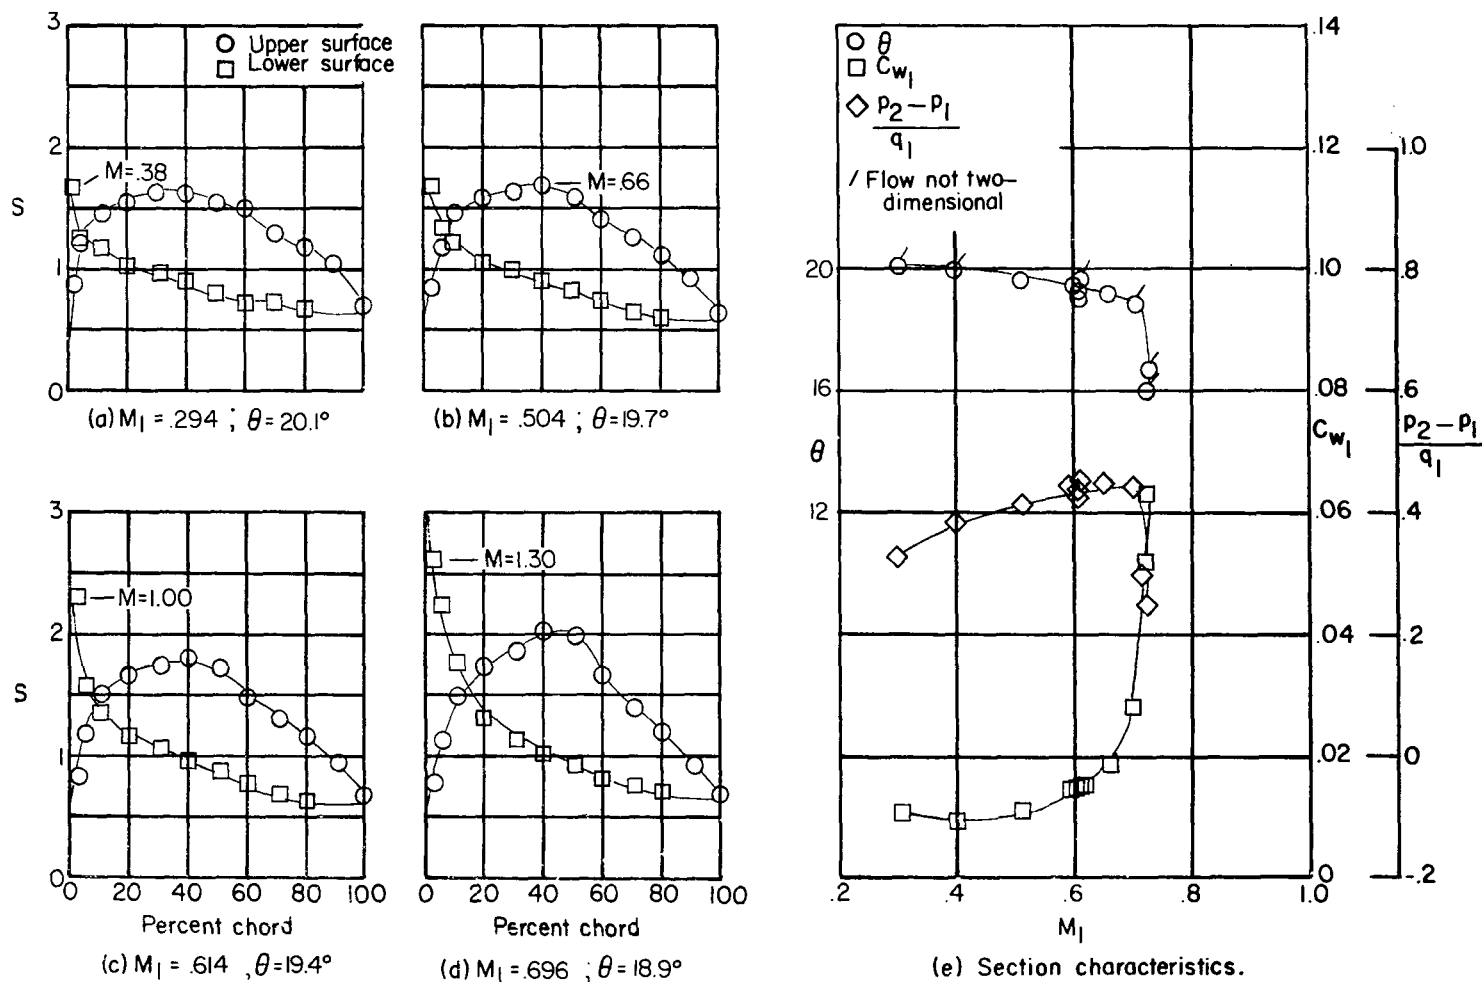 3
2
S
1
0
○ Upper surface
□ Lower surface
M=.38
(a) M₁ = .294 ; θ = 20.1°
M=.66
(b) M₁ = .504 ; θ=19.7°
3
2
S
1
0
M=1.00
0 20 40 60 80
Percent chord
(c) M₁ = .614 , θ=19.4°
M=1.30
0 20 40 60 80 100
Percent chord
(d) M₁ = .696 ; θ=18.9°
○ θ
□ C_w₁
◇ p₂ – p₁
q₁
/ Flow not two-
dimensional
20
16
θ
12
.14
.12
.10
.08
C_w₁
.06
.04
.02
.0
1.0
.8
.6
p₂ – p₁
q₁
.4
.2
0
-.2
.2 .4 .6 .8 1.0
M₁
(e) Section characteristics.